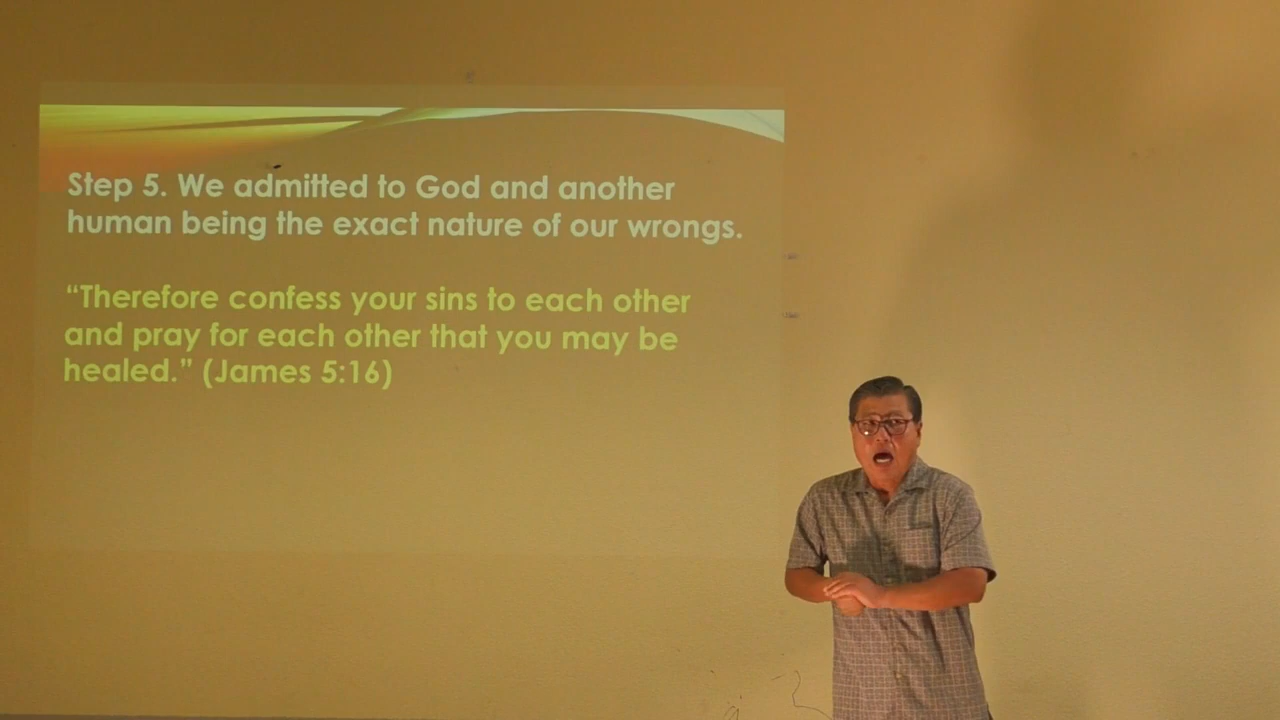 Step 5. We admitted to God and another
human being the exact nature of our wrongs.
“Therefore confess your sins to each other
and pray for each other that you may be
healed.” (James 5:16)